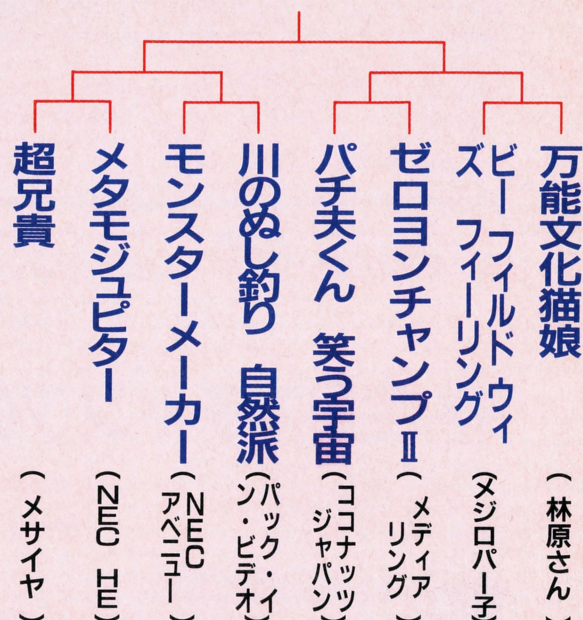 万能文化猫娘
（林原さん）
ビー フィルド ウィ
ズ フィーリング
（メジロパー子）
ゼロヨンチャンプⅡ
（メディア
リング）
パチ夫くん 笑う宇宙
（ココナッツ
ジャパン）
川のぬし釣り 自然派
（パック・イ
ン・ビデオ）
モンスターメーカー
（NEC
アベニュー）
メタモジュピター
（NEC HE）
超兄貴
（メサイヤ）